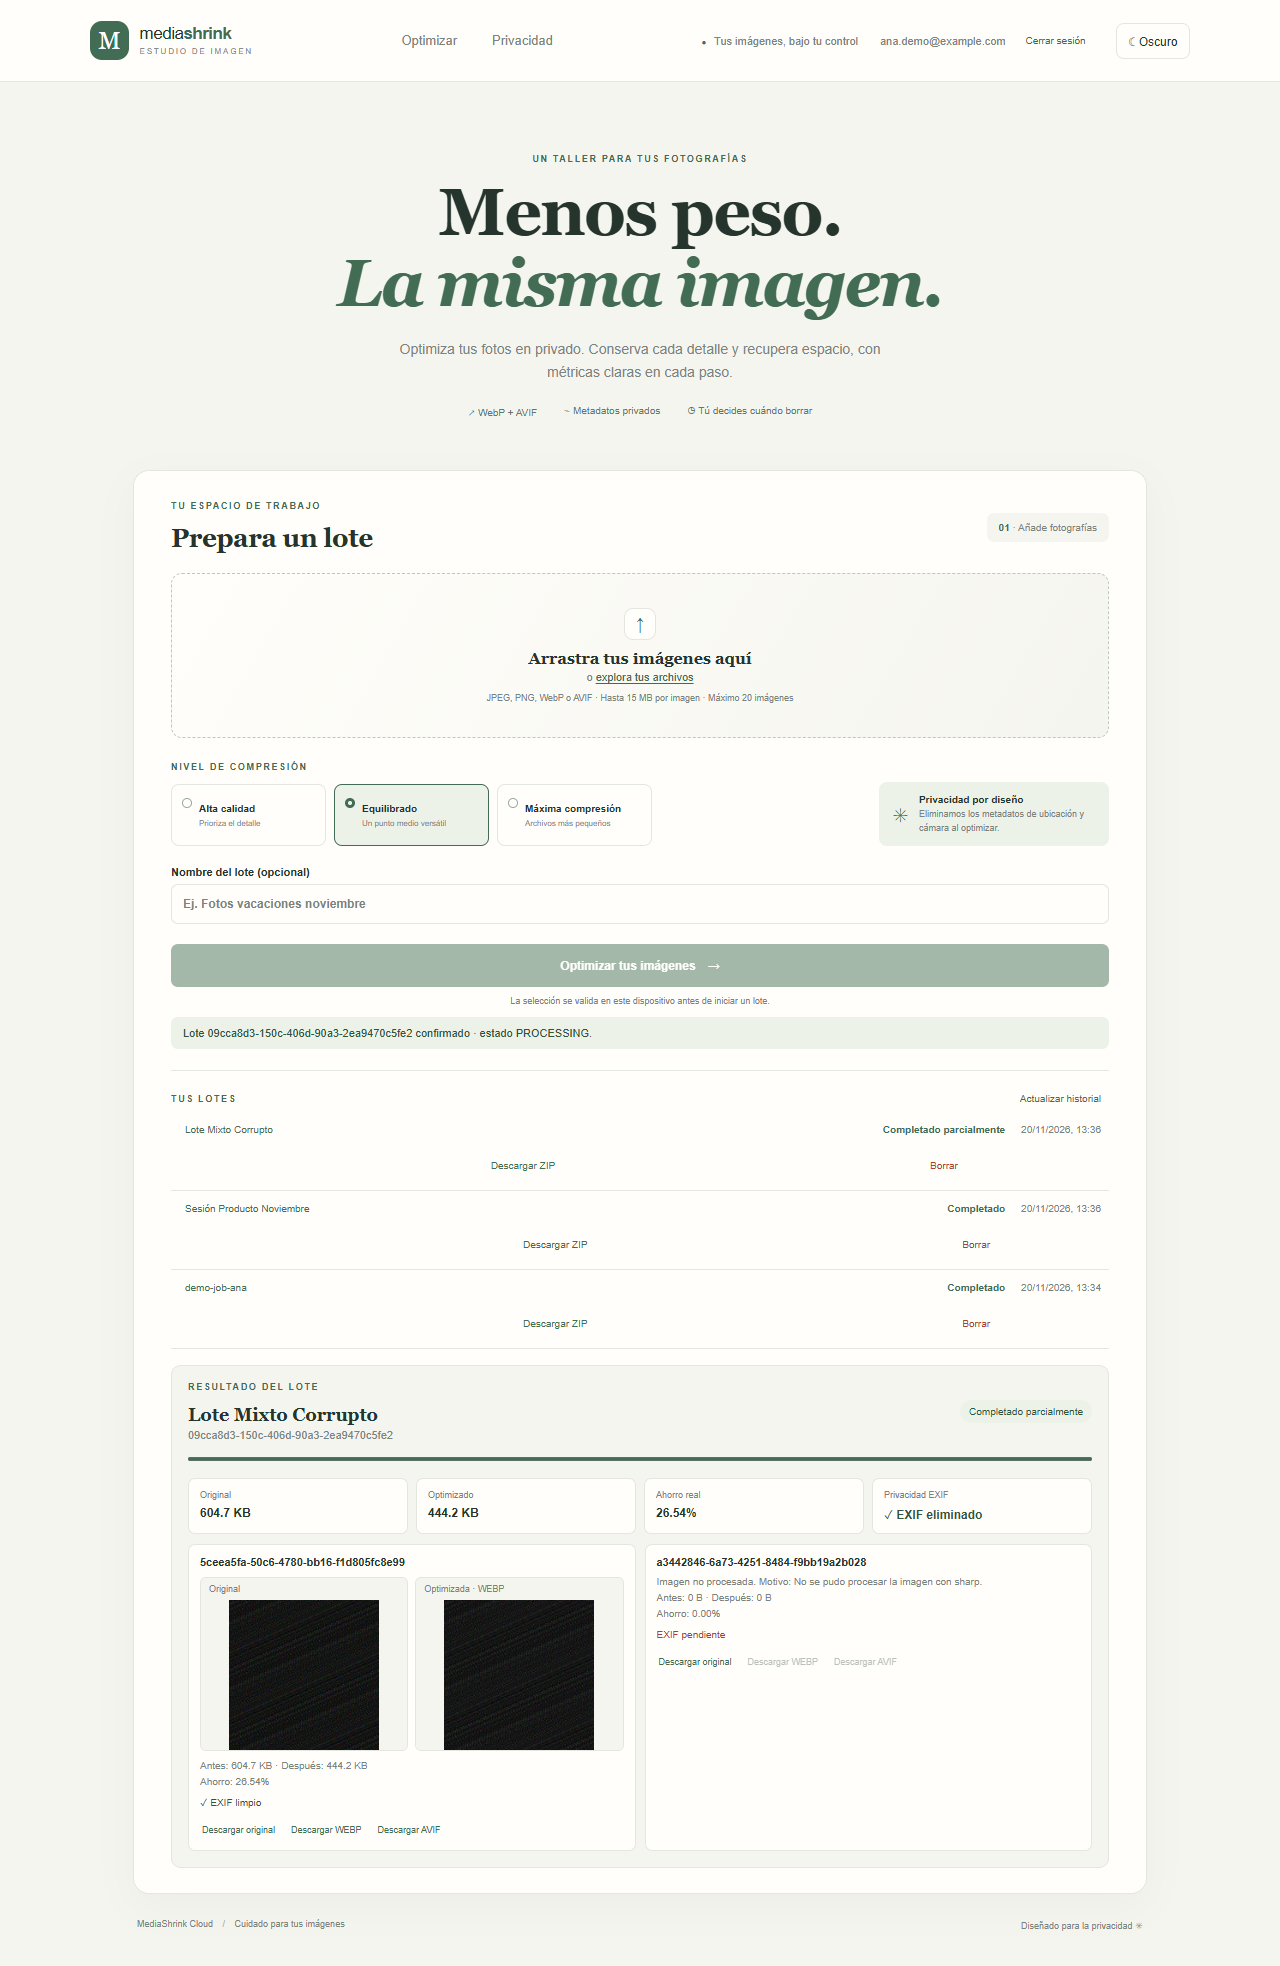 M
mediashrink
ESTUDIO DE IMAGEN
Optimizar
Privacidad
Tus imágenes, bajo tu control
ana.demo@example.com
Cerrar sesión
☾ Oscuro
UN TALLER PARA TUS FOTOGRAFÍAS
Menos peso.
La misma imagen.
Optimiza tus fotos en privado. Conserva cada detalle y recupera espacio, con
métricas claras en cada paso.
WebP + AVIF
Metadatos privados
Tú decides cuándo borrar
TU ESPACIO DE TRABAJO
Prepara un lote
01 · Añade fotografías
↑
Arrastra tus imágenes aquí
o explora tus archivos
JPEG, PNG, WebP o AVIF · Hasta 15 MB por imagen · Máximo 20 imágenes
NIVEL DE COMPRESIÓN
Alta calidad
Prioriza el detalle
Equilibrado
Un punto medio versátil
Máxima compresión
Archivos más pequeños
Privacidad por diseño
Eliminamos los metadatos de ubicación y
cámara al optimizar.
Nombre del lote (opcional)
Ej. Fotos vacaciones noviembre
Optimizar tus imágenes →
La selección se valida en este dispositivo antes de iniciar un lote.
Lote 09cca8d3-150c-406d-90a3-2ea9470c5fe2 confirmado · estado PROCESSING.
TUS LOTES
Actualizar historial
Lote Mixto Corrupto
Completado parcialmente
20/11/2026, 13:36
Descargar ZIP
Borrar
Sesión Producto Noviembre
Completado
20/11/2026, 13:36
Descargar ZIP
Borrar
demo-job-ana
Completado
20/11/2026, 13:34
Descargar ZIP
Borrar
RESULTADO DEL LOTE
Lote Mixto Corrupto
Completado parcialmente
09cca8d3-150c-406d-90a3-2ea9470c5fe2
Original
604.7 KB
Optimizado
444.2 KB
Ahorro real
26.54%
Privacidad EXIF
✓ EXIF eliminado
5ceea5fa-50c6-4780-bb16-f1d805fc8e99
Original
Optimizada · WEBP
Antes: 604.7 KB · Después: 444.2 KB
Ahorro: 26.54%
✓ EXIF limpio
Descargar original
Descargar WEBP
Descargar AVIF
a3442846-6a73-4251-8484-f9bb19a2b028
Imagen no procesada. Motivo: No se pudo procesar la imagen con sharp.
Antes: 0 B · Después: 0 B
Ahorro: 0.00%
EXIF pendiente
Descargar original
Descargar WEBP
Descargar AVIF
MediaShrink Cloud / Cuidado para tus imágenes
Diseñado para la privacidad ✳